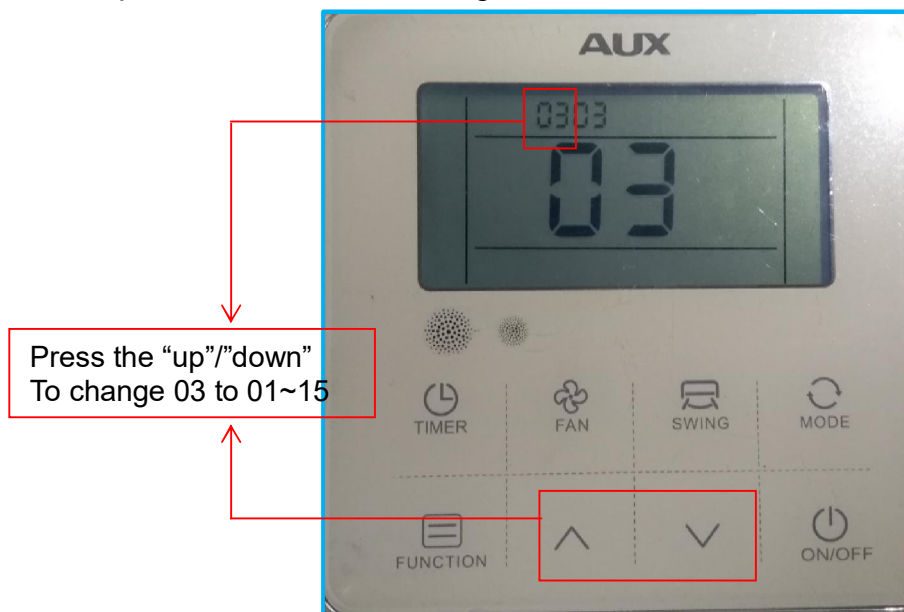 AUX
0303
03
Press the “up”/”down”
To change 03 to 01~15
TIMER
FAN
SWING
MODE
FUNCTION
ON/OFF